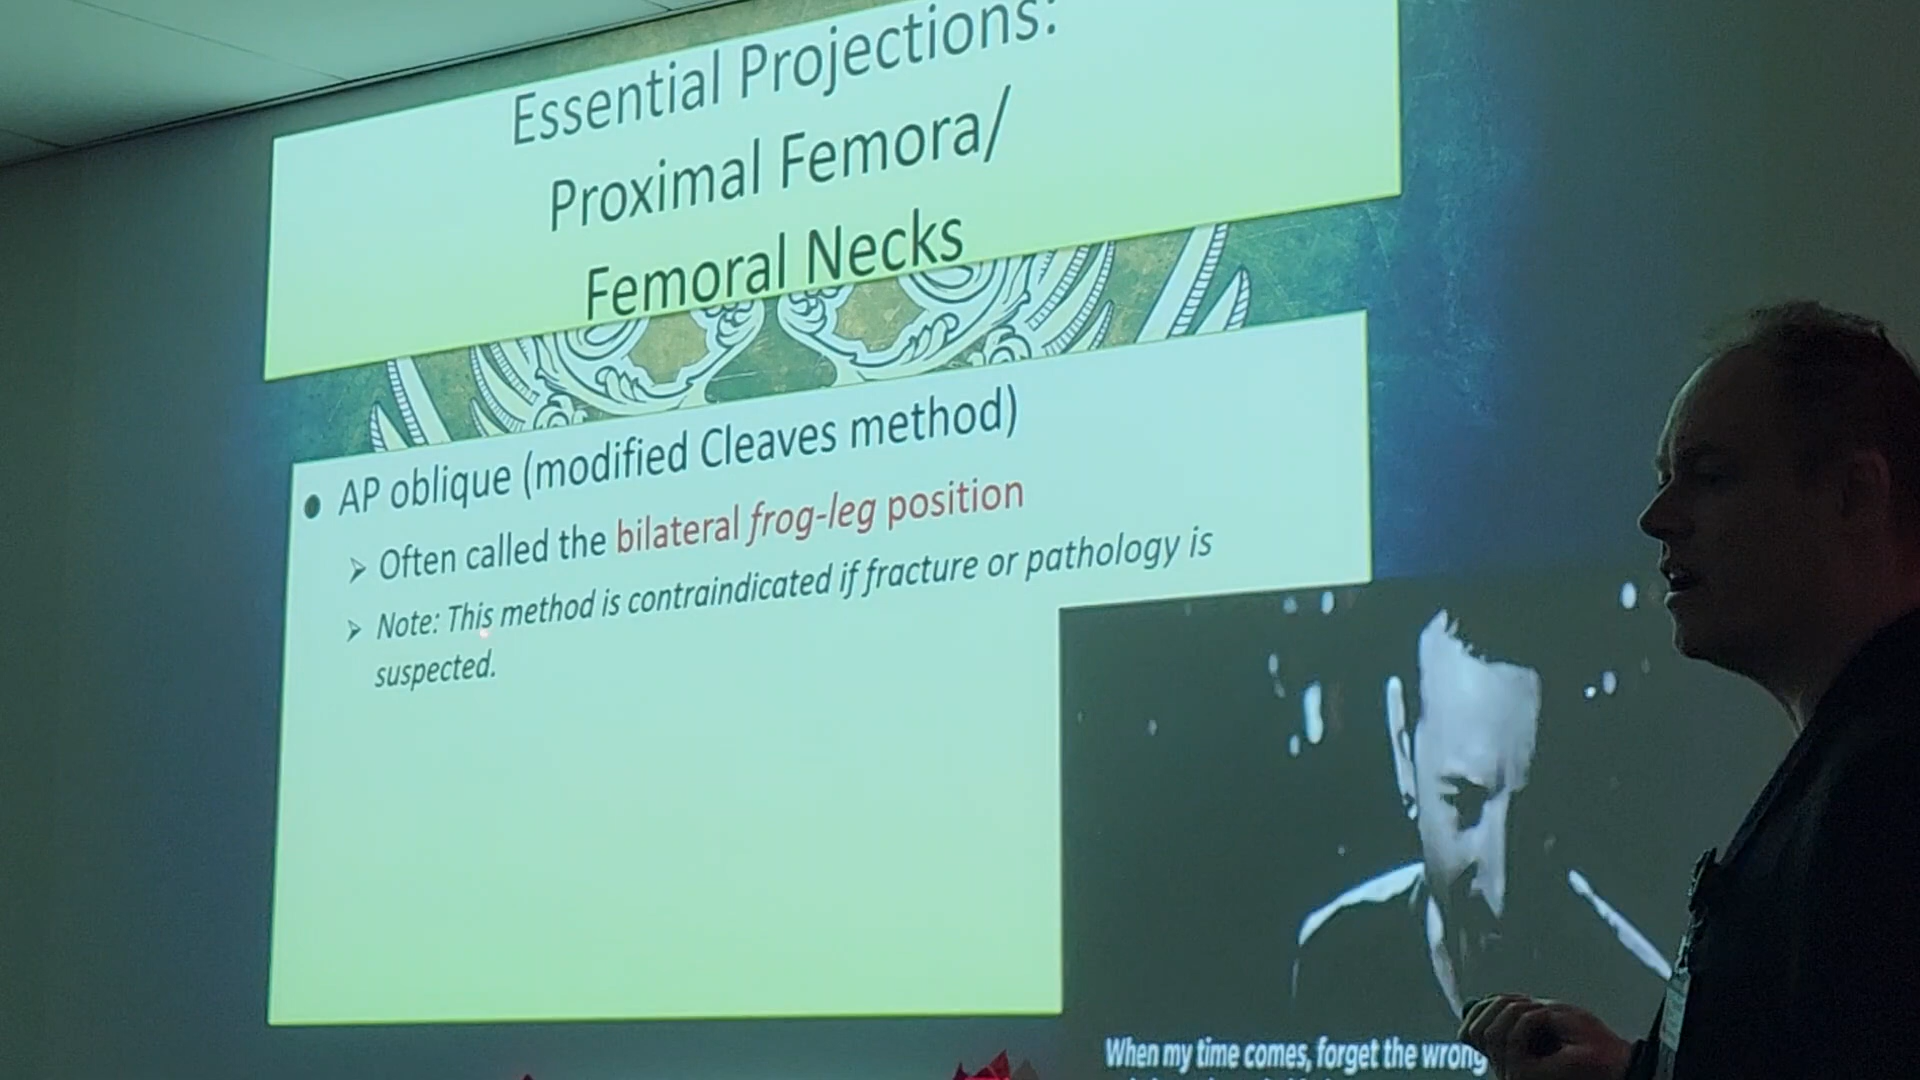 Essential Projections:
Proximal Femora/
Femoral Necks
● AP oblique (modified Cleaves method)
➢ Often called the bilateral frog-leg position
➢ Note: This method is contraindicated if fracture or pathology is
suspected.
When my time comes, forget the wrong